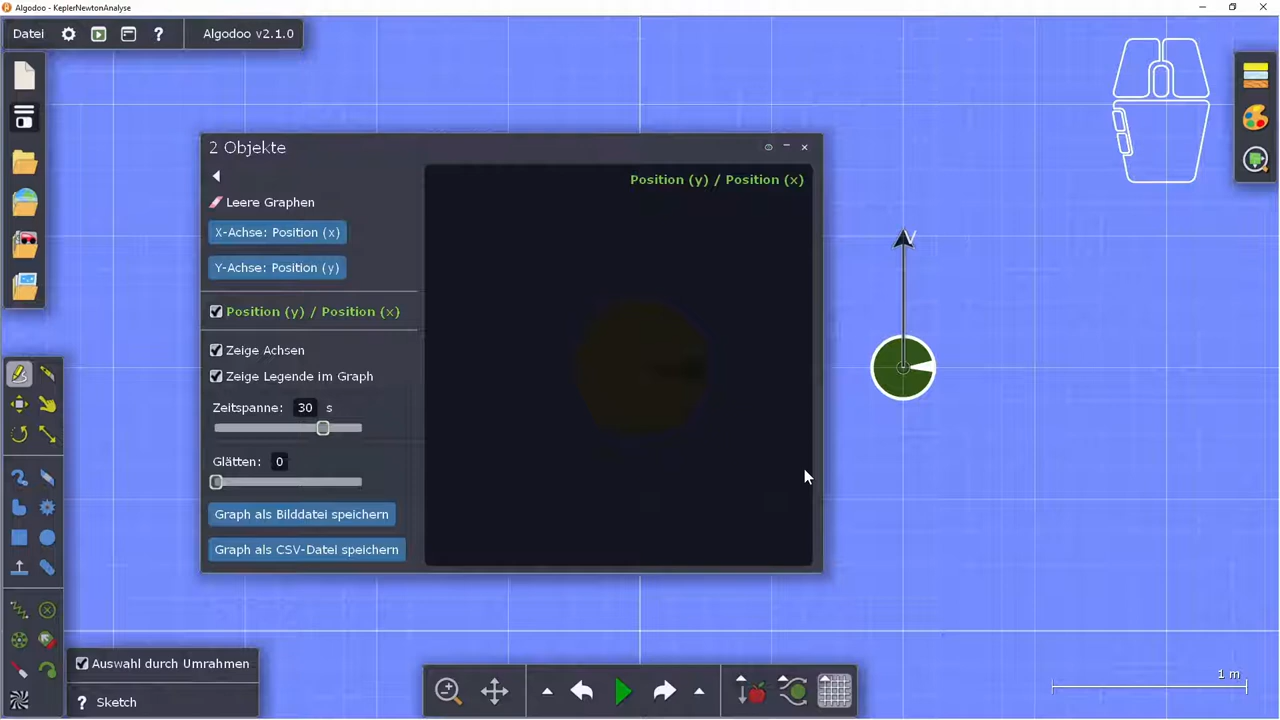 Algodoo - KeplerNewtonAnalyse
Datei
?
Algodoo v2.1.0
2 Objekte
Leere Graphen
X-Achse: Position (x)
Y-Achse: Position (y)
Position (y) / Position (x)
Zeige Achsen
Zeige Legende im Graph
Zeitspanne: 30 s
Glätten: 0
Graph als Bilddatei speichern
Graph als CSV-Datei speichern
Position (y) / Position (x)
V
Auswahl durch Umrahmen
? Sketch
1 m